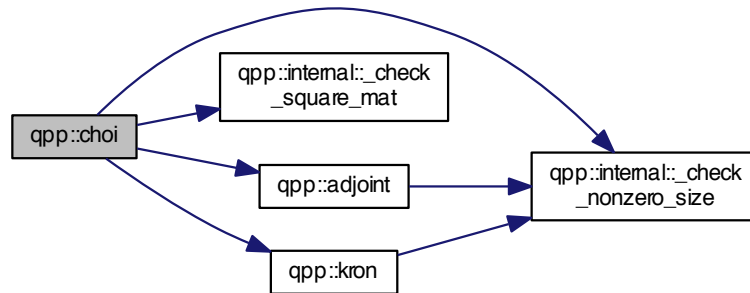 qpp::internal::_check
_square_mat
qpp::choi
qpp::adjoint
qpp::internal::_check
_nonzero_size
qpp::kron